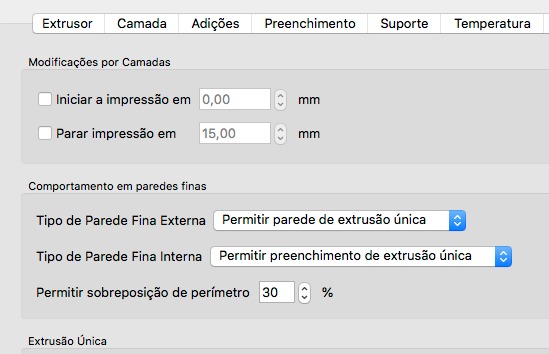 Extrusor Camada Adições Preenchimento Suporte Temperatura
Modificações por Camadas
Iniciar a impressão em 0,00 mm
Parar impressão em 15,00 mm
Comportamento em paredes finas
Tipo de Parede Fina Externa Permitir parede de extrusão única
Tipo de Parede Fina Interna Permitir preenchimento de extrusão única
Permitir sobreposição de perímetro 30 %
Extrusão Única